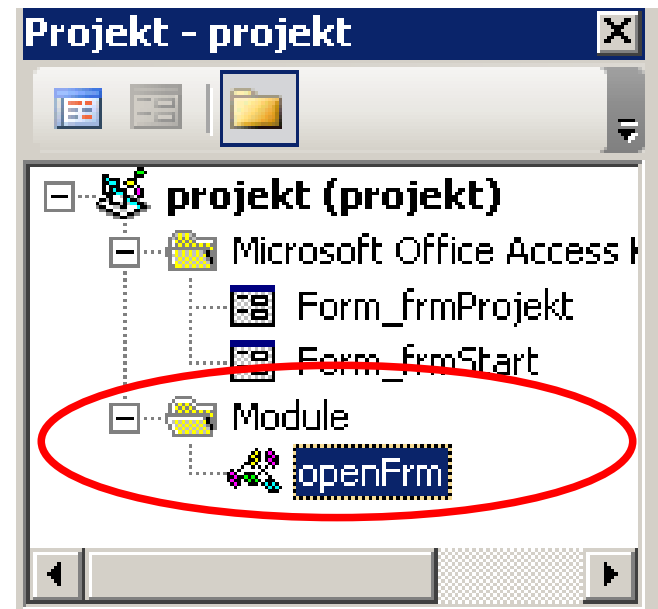 Projekt - projekt
projekt (projekt)
Microsoft Office Access
Form_frmProjekt
Form_frmStart
Module
openFrm